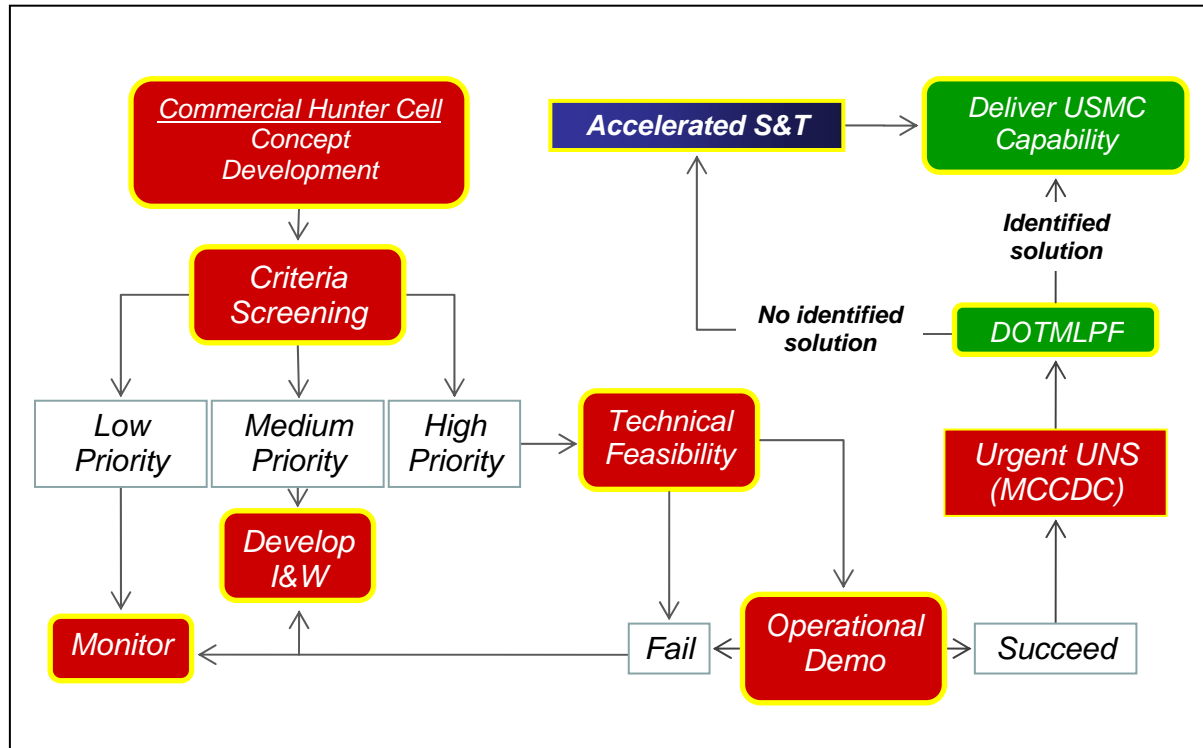 Commercial Hunter Cell
Concept
Development
Accelerated S&T
Deliver USMC
Capability
Identified
solution
Criteria
Screening
No identified
solution
DOTMLPF
Low
Priority
Medium
Priority
High
Priority
Technical
Feasibility
Urgent UNS
(MCCDC)
Develop
I&W
Monitor
Fail
Operational
Demo
Succeed